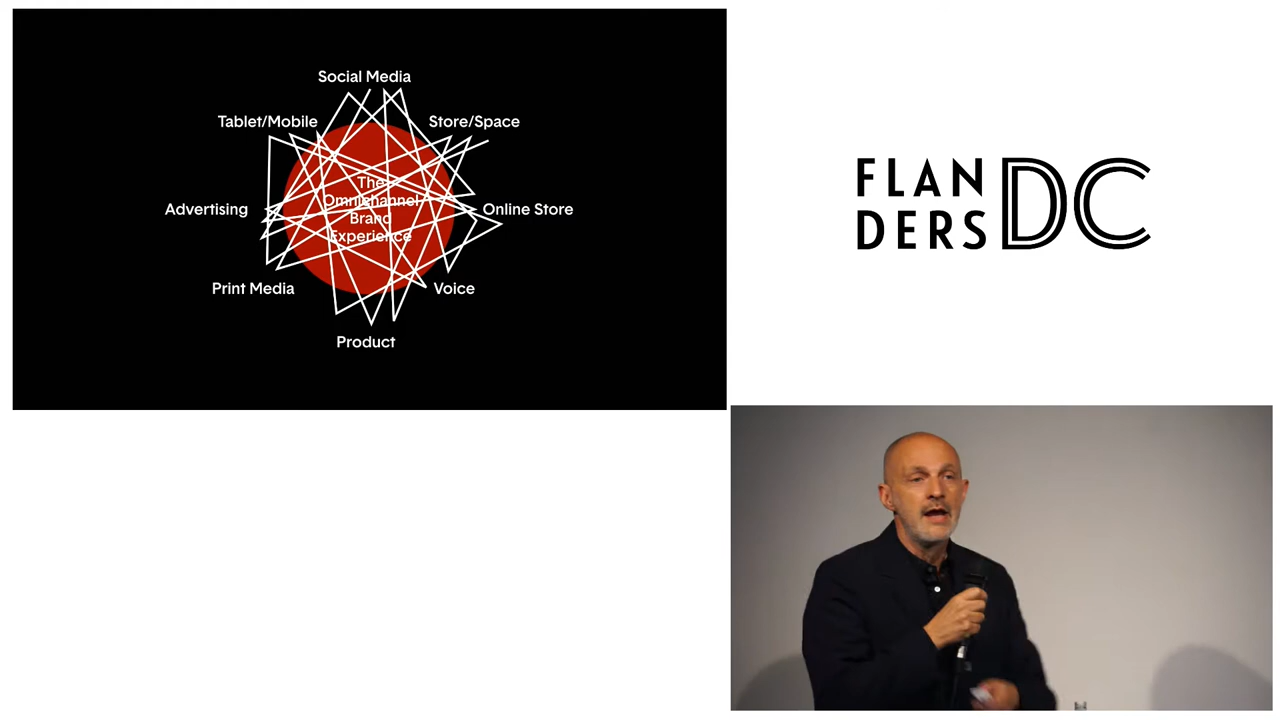 Social Media
Tablet/Mobile
Store/Space
The
Omnichannel
Brand
Experience
Advertising
Online Store
Print Media
Voice
Product
FLAN
DERS
DC